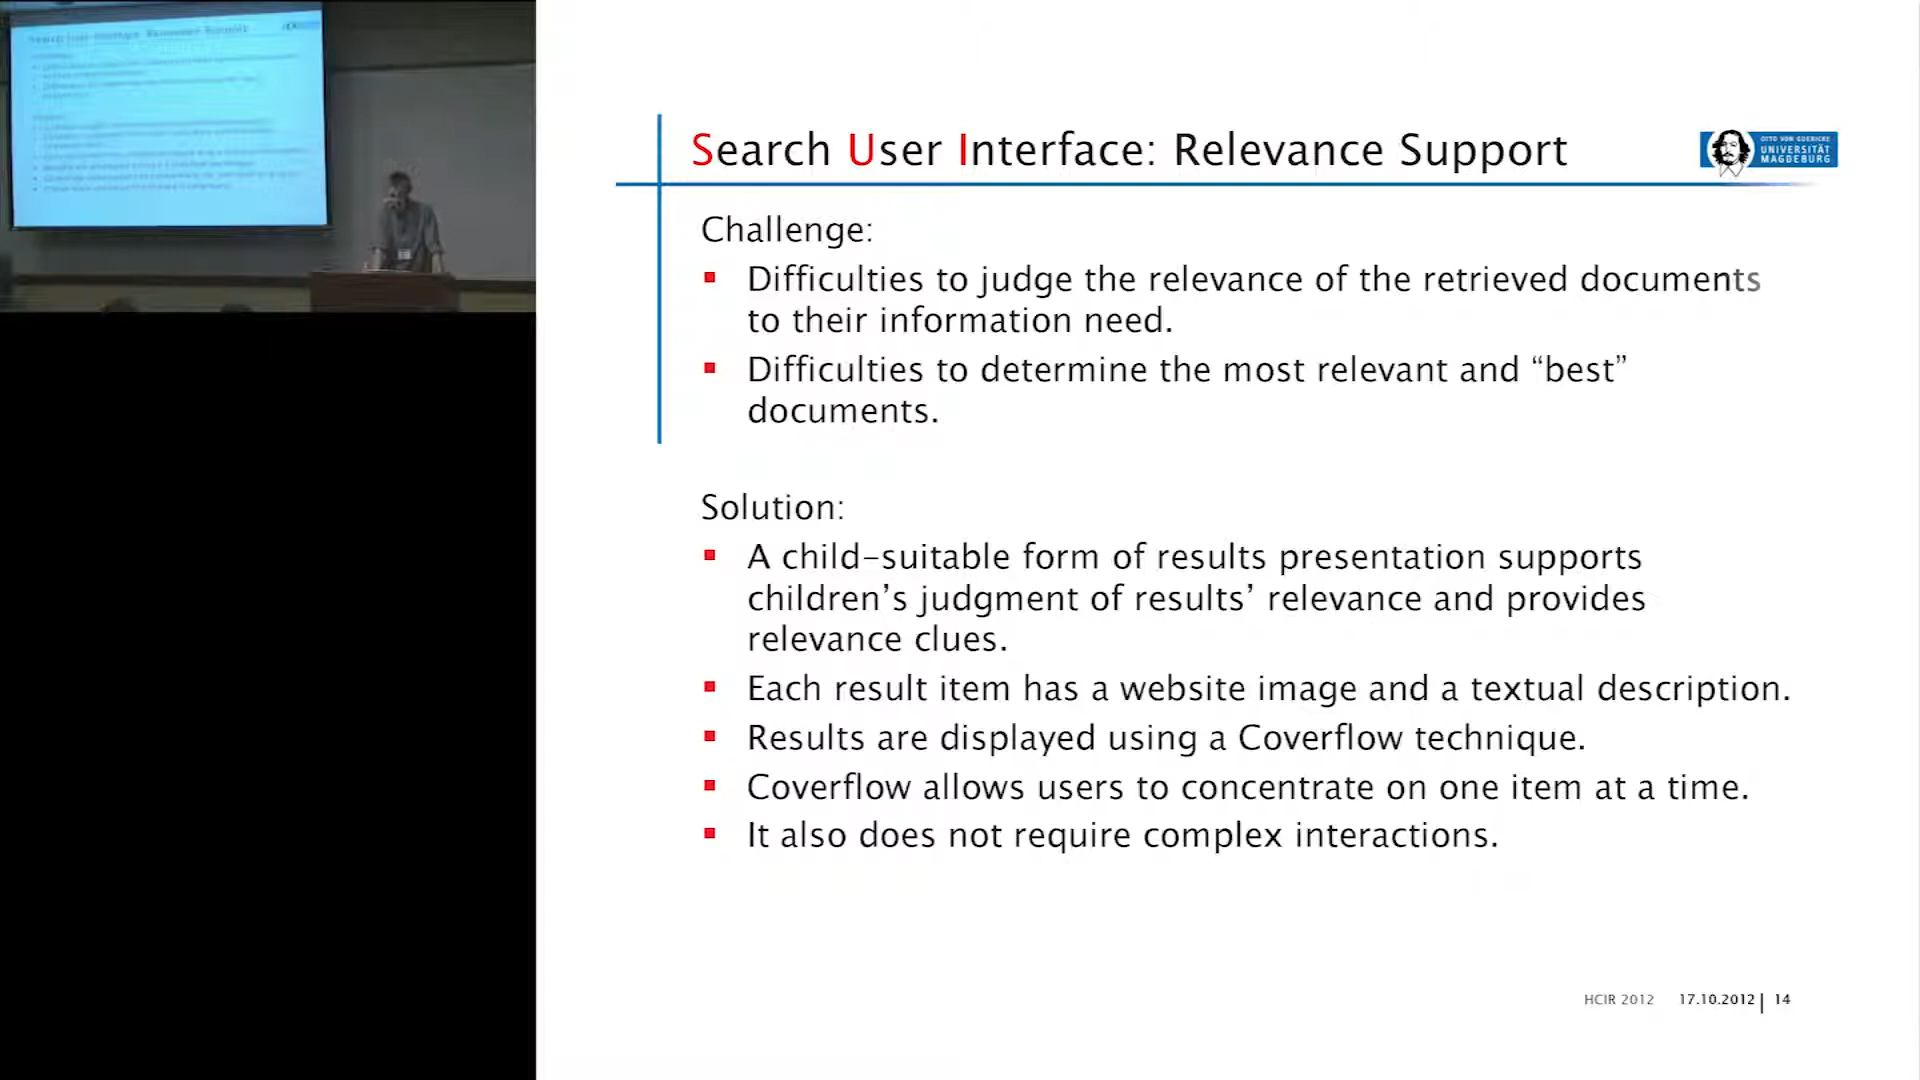 Search User Interface: Relevance Support
OTTO VON GUERICKE
UNIVERSITÄT
MAGDEBURG
Challenge:
Difficulties to judge the relevance of the retrieved documents
to their information need.
Difficulties to determine the most relevant and “best”
documents.
Solution:
A child-suitable form of results presentation supports
children’s judgment of results’ relevance and provides
relevance clues.
Each result item has a website image and a textual description.
Results are displayed using a Coverflow technique.
Coverflow allows users to concentrate on one item at a time.
It also does not require complex interactions.
HCIR 2012 17.10.2012 | 14